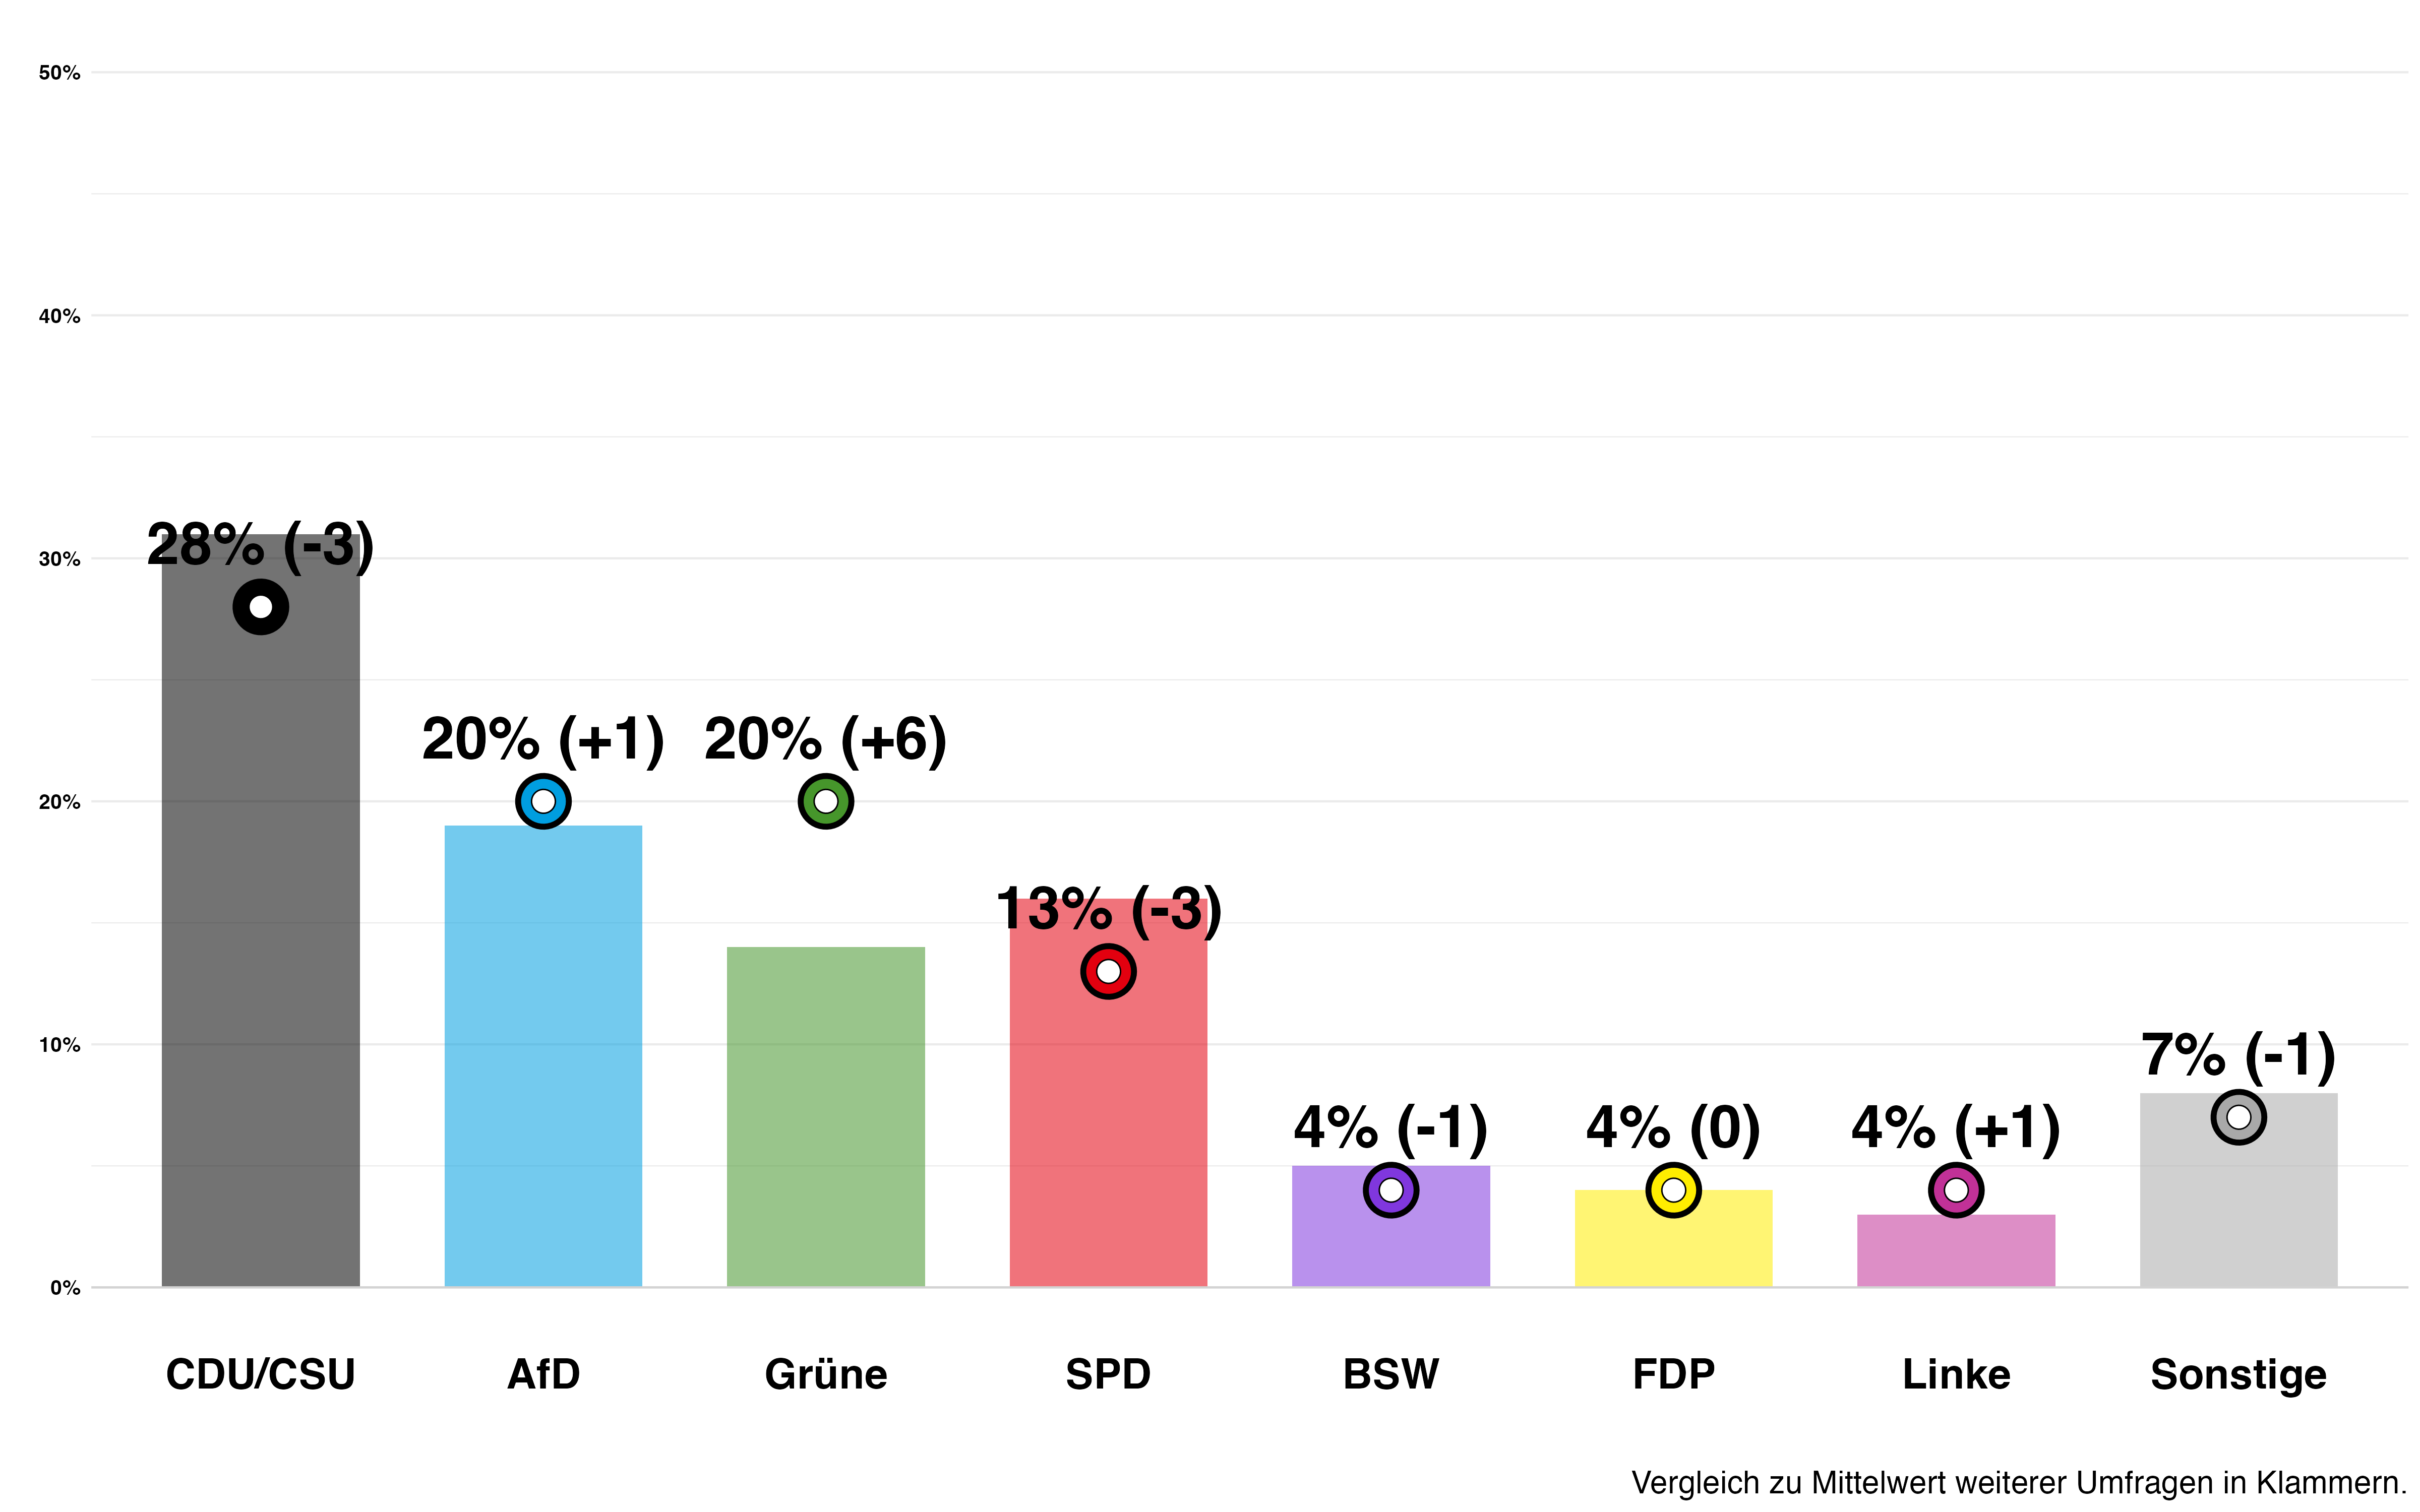 50%
40%
30%
20%
10%
0%
28% (-3)
20% (+1)
20% (+6)
13% (-3)
4% (-1)
4% (0)
4% (+1)
7% (-1)
CDU/CSU
AfD
Grüne
SPD
BSW
FDP
Linke
Sonstige
Vergleich zu Mittelwert weiterer Umfragen in Klammern.